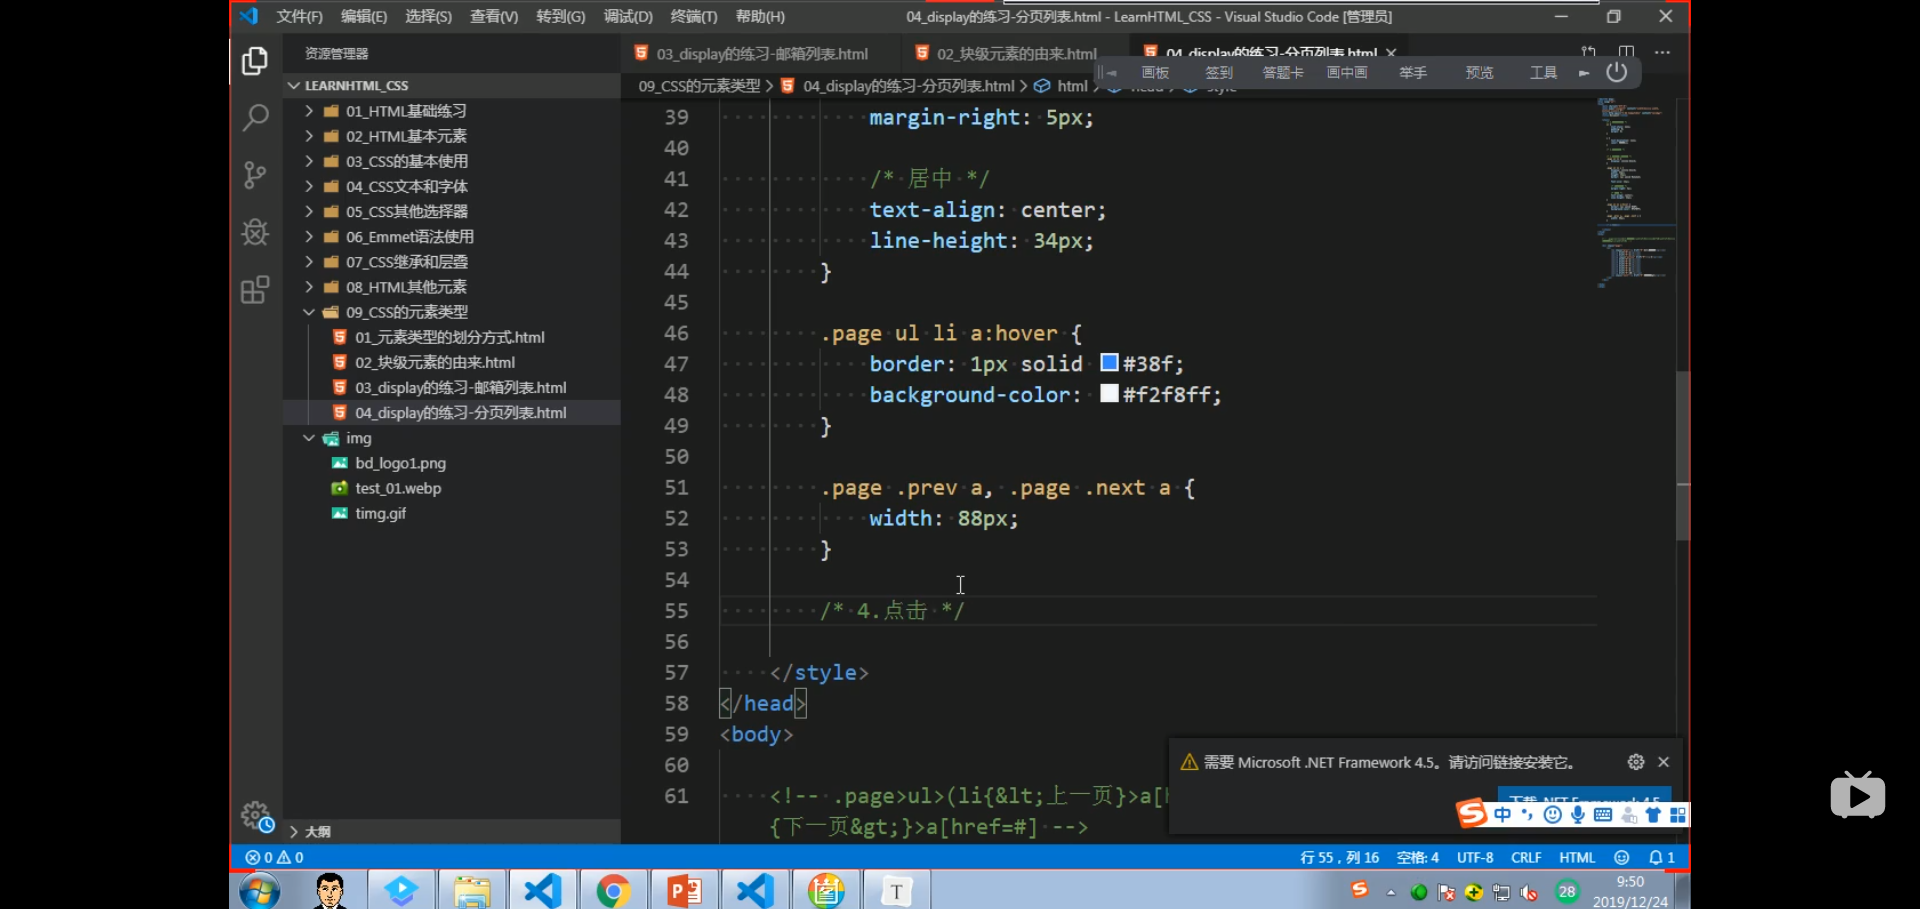 文件(F) 编辑(E) 选择(S) 查看(V) 转到(G) 调试(D) 终端(T) 帮助(H) 04_display的练习-分页列表.html - LearnHTML_CSS - Visual Studio Code [管理员]
资源管理器
03_display的练习-邮箱列表.html 02_块级元素的由来.html 04_display的练习-分页列表.html
画板 签到 答题卡 画中画 举手 预览 工具
09_CSS的元素类型 > 04_display的练习-分页列表.html > html > head > style
LEARNHTML_CSS
01_HTML基础练习
02_HTML基本元素
03_CSS的基本使用
04_CSS文本和字体
05_CSS其他选择器
06_Emmet语法使用
07_CSS继承和层叠
08_HTML其他元素
09_CSS的元素类型
01_元素类型的划分方式.html
02_块级元素的由来.html
03_display的练习-邮箱列表.html
04_display的练习-分页列表.html
img
bd_logo1.png
test_01.webp
timg.gif
大纲
39 margin-right: 5px;
40
41 /* 居中 */
42 text-align: center;
43 line-height: 34px;
44 }
45
46 .page ul li a:hover {
47 border: 1px solid #38f;
48 background-color: #f2f8ff;
49 }
50
51 .page .prev a, .page .next a {
52 width: 88px;
53 }
54
55 /* 4.点击 */
56
57 </style>
58 </head>
59 <body>
60
61 <!-- .page>ul>(li{&lt;上一页}>a[
{下一页&gt;}>a[href=#] -->
需要 Microsoft .NET Framework 4.5。请访问链接安装它。
下载 .NET Framework 4.5
中
0 0 行 55，列 16 空格: 4 UTF-8 CRLF HTML 1
28
9:50
2019/12/24